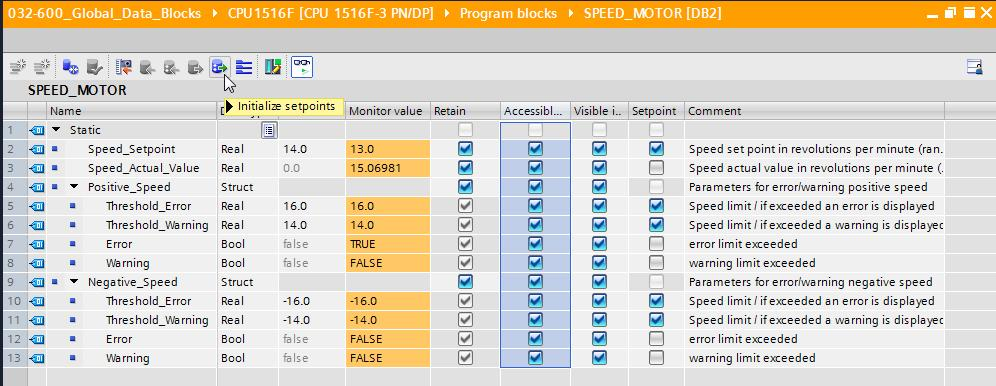 032-600_Global_Data_Blocks CPU1516F [CPU 1516F-3 PN/DP] Program blocks SPEED_MOTOR [DB2]
SPEED_MOTOR
Initialize setpoints
Name Monitor value Retain Accessibl... Visible i.. Setpoint Comment
1 Static
2 Speed_Setpoint Real 14.0 13.0 Speed set point in revolutions per minute (ran.
3 Speed_Actual_Value Real 0.0 15.06981 Speed actual value in revolutions per minute (.
4 Positive_Speed Struct Parameters for error/warning positive speed
5 Threshold_Error Real 16.0 16.0 Speed limit / if exceeded an error is displayed
6 Threshold_Warning Real 14.0 14.0 Speed limit / if exceeded a warning is displayed
7 Error Bool false TRUE error limit exceeded
8 Warning Bool false FALSE warning limit exceeded
9 Negative_Speed Struct Parameters for error/warning negative speed
10 Threshold_Error Real -16.0 -16.0 Speed limit / if exceeded an error is displayed
11 Threshold_Warning Real -14.0 -14.0 Speed limit / if exceeded a warning is displayed
12 Error Bool false FALSE error limit exceeded
13 Warning Bool false FALSE warning limit exceeded